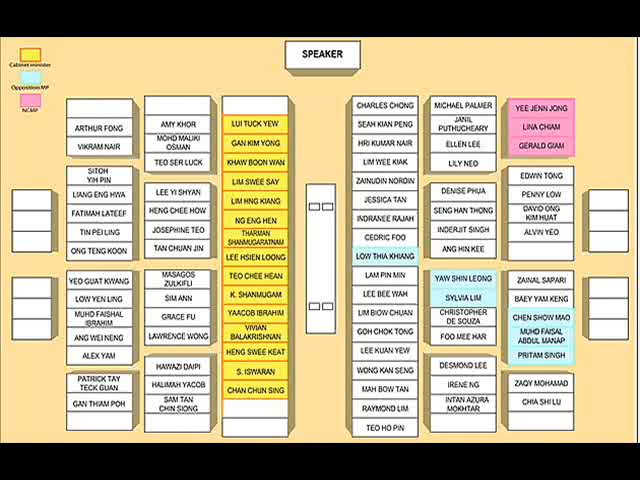 SPEAKER
Cabinet minister
Opposition MP
NCMP
ARTHUR FONG
VIKRAM NAIR
SITOH
YIH PIN
LIANG ENG HWA
FATIMAH LATEEF
TIN PEI LING
ONG TENG KOON
YEO GUAT KWANG
LOW YEN LING
MUHD FAISHAL
IBRAHIM
ANG WEI NENG
ALEX YAM
PATRICK TAY
TECK GUAN
GAN THIAM POH
AMY KHOR
MOHD MALIKI
OSMAN
TEO SER LUCK
LEE YI SHYAN
HENG CHEE HOW
JOSEPHINE TEO
TAN CHUAN JIN
MASAGOS
ZULKIFLI
SIM ANN
GRACE FU
LAWRENCE WONG
HAWAZI DAIPI
HALIMAH YACOB
SAM TAN
CHIN SIONG
LUI TUCK YEW
GAN KIM YONG
KHAW BOON WAN
LIM SWEE SAY
LIM HNG KIANG
NG ENG HEN
THARMAN
SHANMUGARATNAM
LEE HSIEN LOONG
TEO CHEE HEAN
K. SHANMUGAM
YAACOB IBRAHIM
VIVIAN
BALAKRISHNAN
HENG SWEE KEAT
S. ISWARAN
CHAN CHUN SING
CHARLES CHONG
SEAH KIAN PENG
HRI KUMAR NAIR
LIM WEE KIAK
ZAINUDIN NORDIN
JESSICA TAN
INDRANEE RAJAH
CEDRIC FOO
LOW THIA KHIANG
LAM PIN MIN
LEE BEE WAH
LIM BIOW CHUAN
GOH CHOK TONG
LEE KUAN YEW
WONG KAN SENG
MAH BOW TAN
RAYMOND LIM
TEO HO PIN
MICHAEL PALMER
JANIL
PUTHUCHEARY
ELLEN LEE
LILY NEO
DENISE PHUA
SENG HAN THONG
INDERJIT SINGH
ANG HIN KEE
YAW SHIN LEONG
SYLVIA LIM
CHRISTOPHER
DE SOUZA
FOO MEE HAR
DESMOND LEE
IRENE NG
INTAN AZURA
MOKHTAR
YEE JENN JONG
LINA CHIAM
GERALD GIAM
EDWIN TONG
PENNY LOW
DAVID ONG
KIM HUAT
ALVIN YEO
ZAINAL SAPARI
BAEY YAM KENG
CHEN SHOW MAO
MUHD FAISAL
ABDUL MANAP
PRITAM SINGH
ZAQY MOHAMAD
CHIA SHI LU